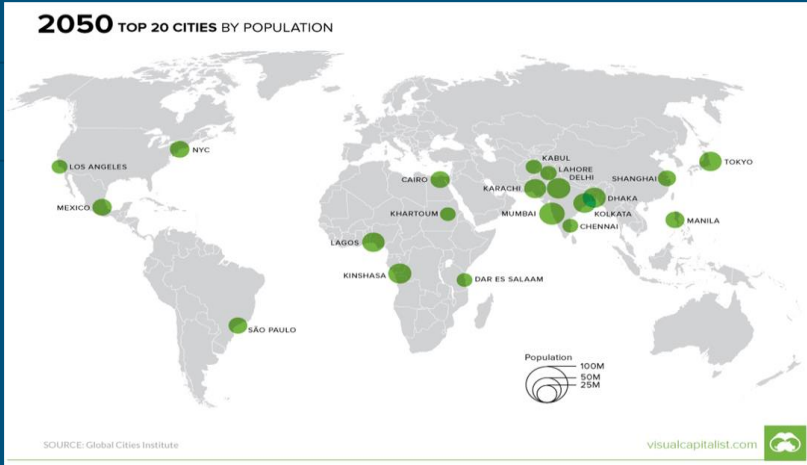 2050 TOP 20 CITIES BY POPULATION
NYC
LOS ANGELES
MEXICO
SÃO PAULO
CAIRO
KHARTOUM
LAGOS
KINSHASA
DAR ES SALAAM
KABUL
LAHORE
DELHI
KARACHI
MUMBAI
DHAKA
KOLKATA
CHENNAI
SHANGHAI
TOKYO
MANILA
Population
100M
50M
25M
SOURCE: Global Cities Institute
visualcapitalist.com